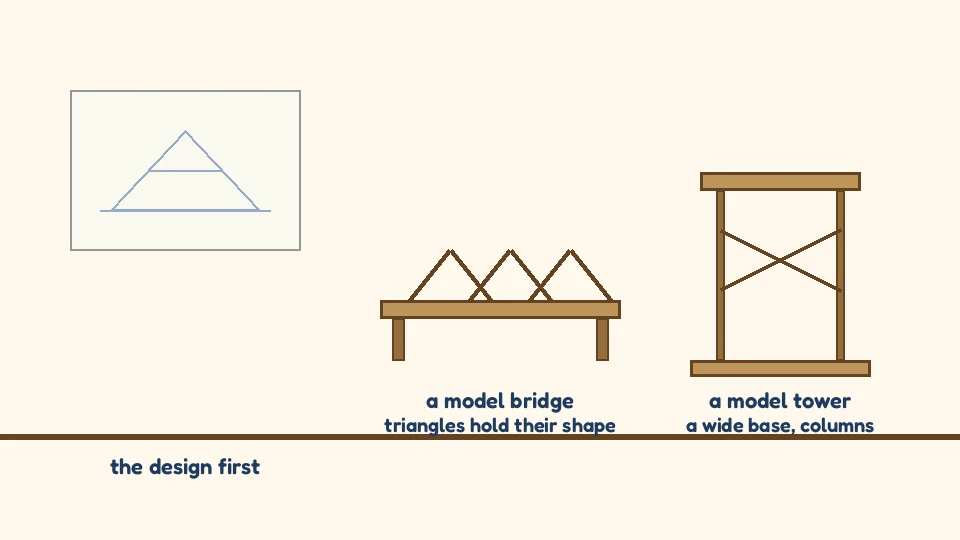 a model bridge
triangles hold their shape
a model tower
a wide base, columns
the design first